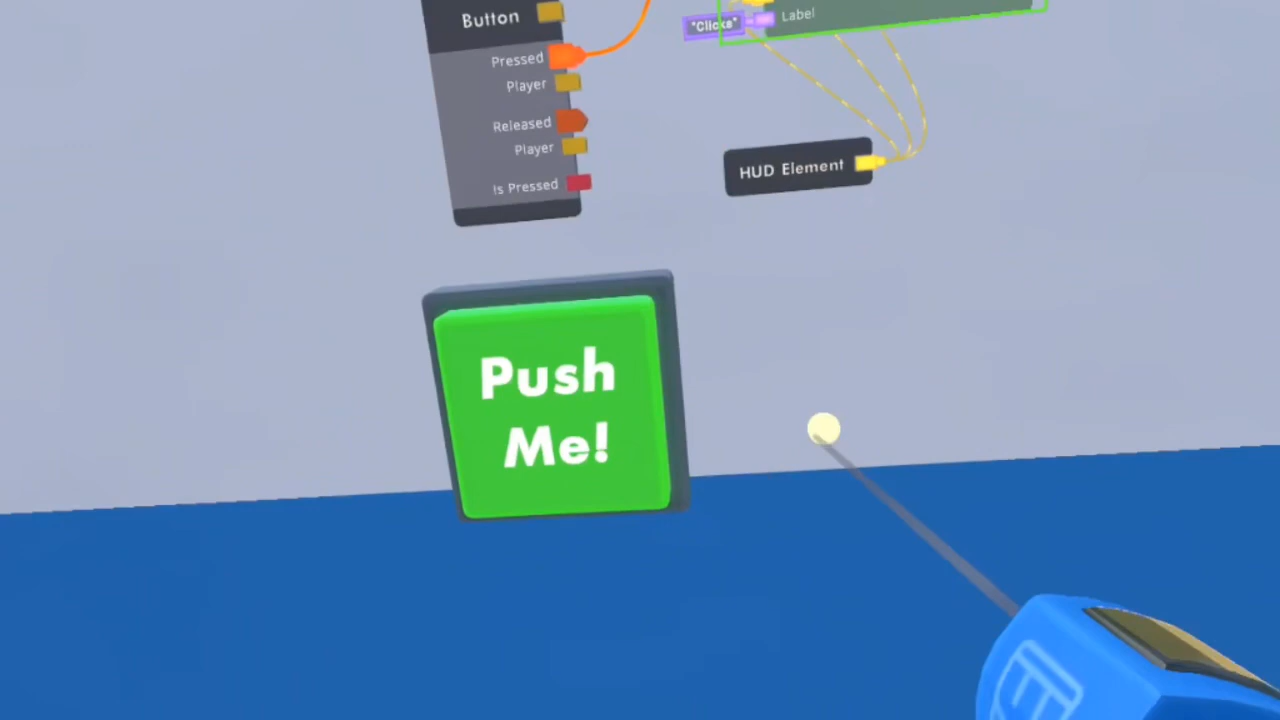 Button
Pressed
Player
Released
Player
Is Pressed
"Clicks"
Label
HUD Element
Push
Me!